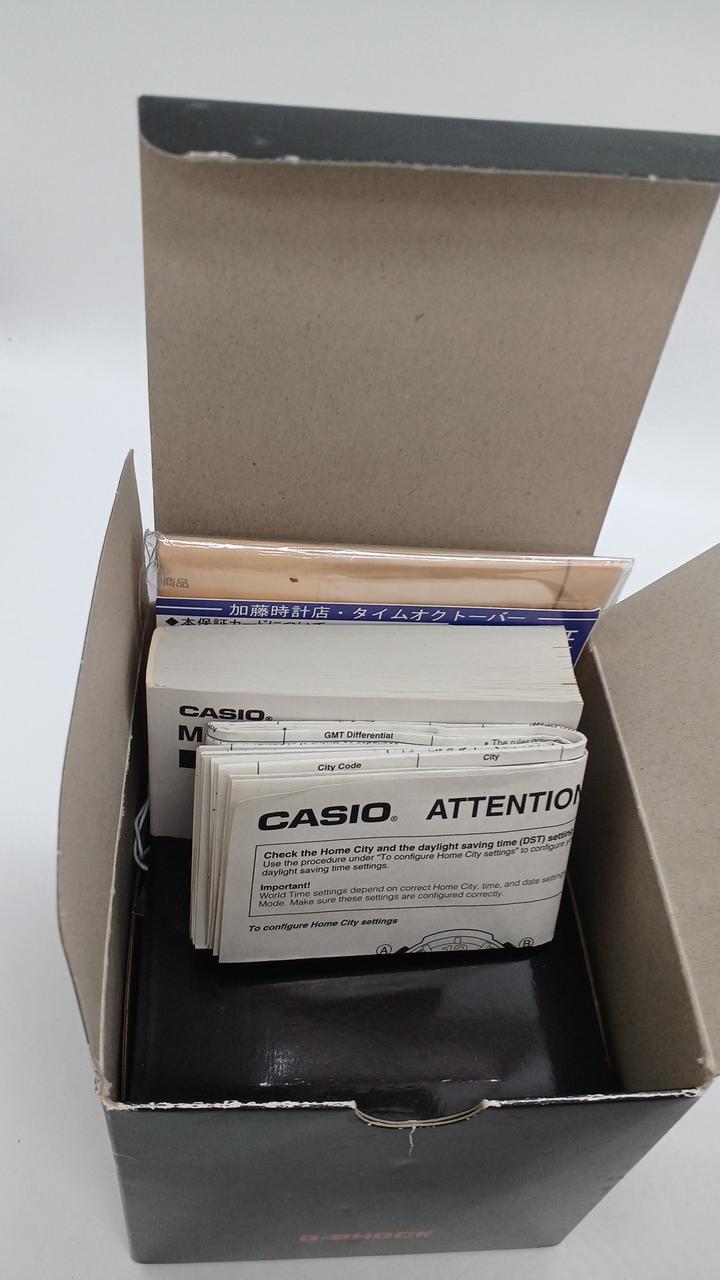 商品
加藤時計店・タイムオクトーバー
◆本保証カードについて
証
CASIO®
M
GMT Differential
• The rules
City Code
City
CASIO® ATTENTION
Check the Home City and the daylight saving time (DST) setting
Use the procedure under "To configure Home City settings" to configure
daylight saving time settings.
Important!
World Time settings depend on correct Home City, time, and date settings
Mode. Make sure these settings are configured correctly.
To configure Home City settings
A
B
G-SHOCK